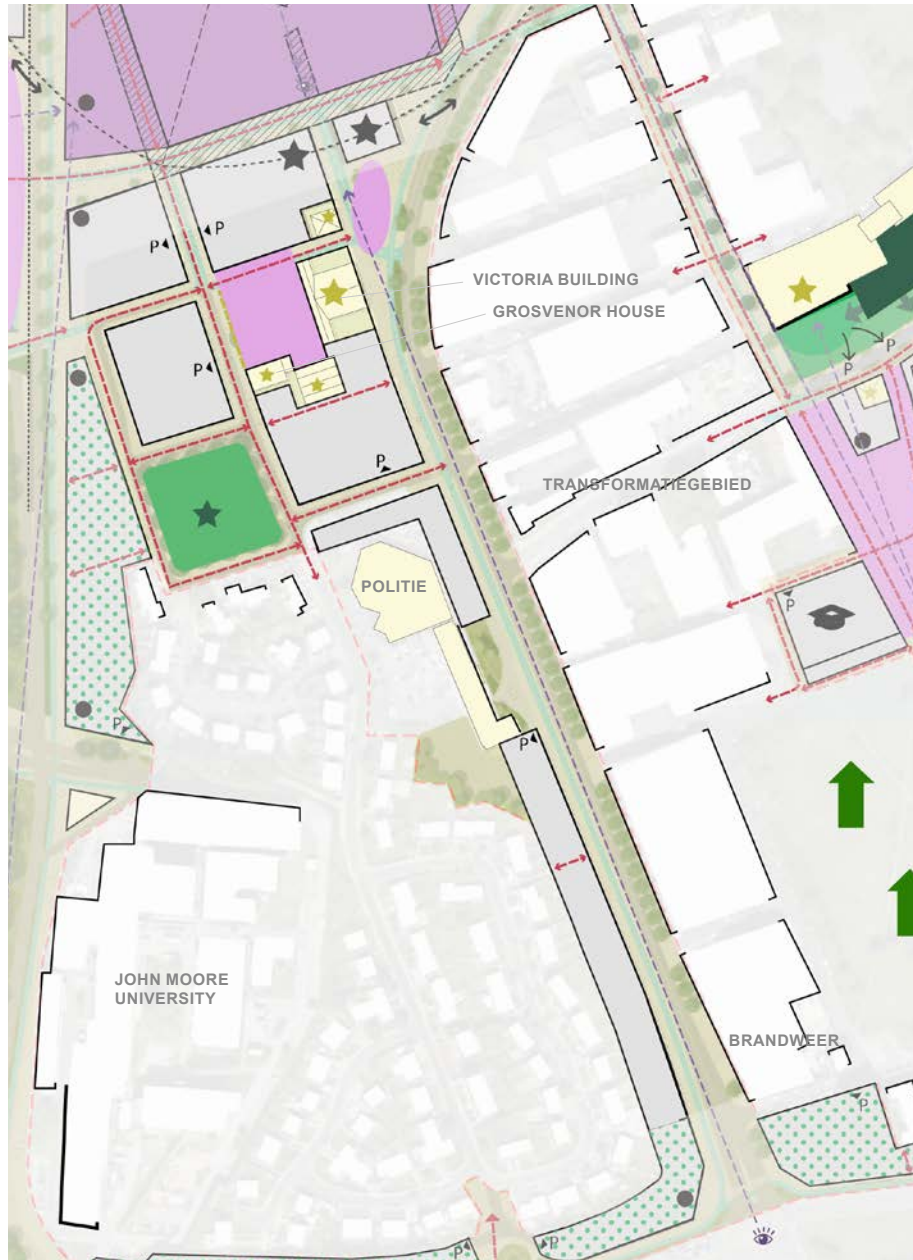 P
P
VICTORIA BUILDING
GROSVENOR HOUSE
P
P
P
TRANSFORMATIEGEBIED
POLITIE
P
P
P
JOHN MOORE
UNIVERSITY
BRANDWEER
P
P
P